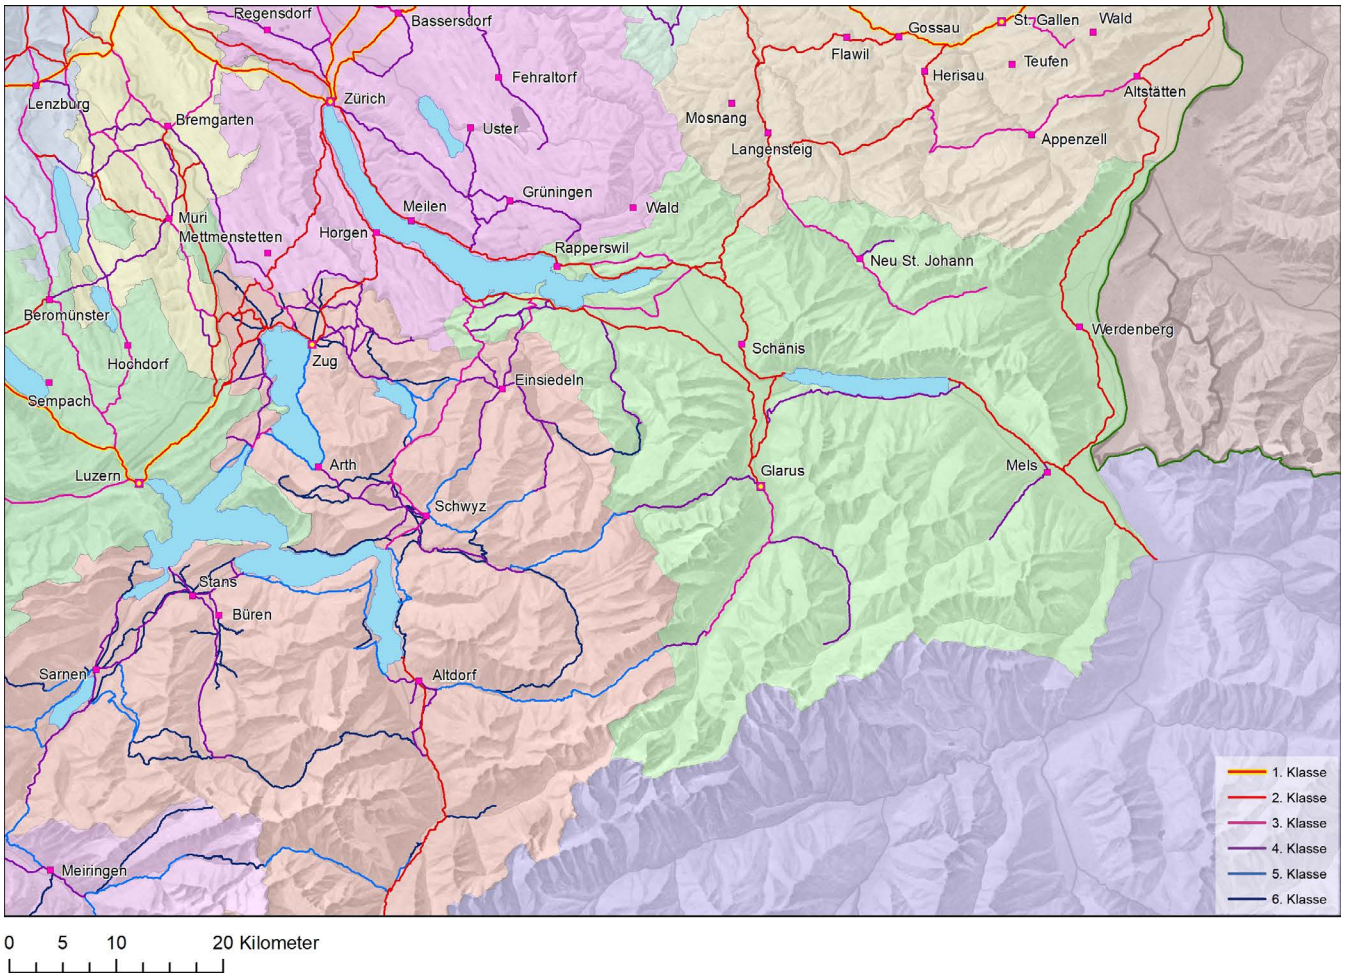 Regensdorf
Bassersdorf
St. Gallen
Wald
Gossau
Flawil
Teufen
Herisau
Fehraltorf
Altstätten
Lenzburg
Zürich
Mosnang
Bremgarten
Uster
Appenzell
Langensteig
Grüningen
Meilen
Wald
Muri
Mettmenstetten
Horgen
Rapperswil
Neu St. Johann
Beromünster
Werdenberg
Schänis
Zug
Hochdorf
Einsiedeln
Sempach
Arth
Glarus
Mels
Luzern
Schwyz
Stans
Büren
Sarnen
Altdorf
Meiringen
1. Klasse
2. Klasse
3. Klasse
4. Klasse
5. Klasse
6. Klasse
0 5 10 20 Kilometer